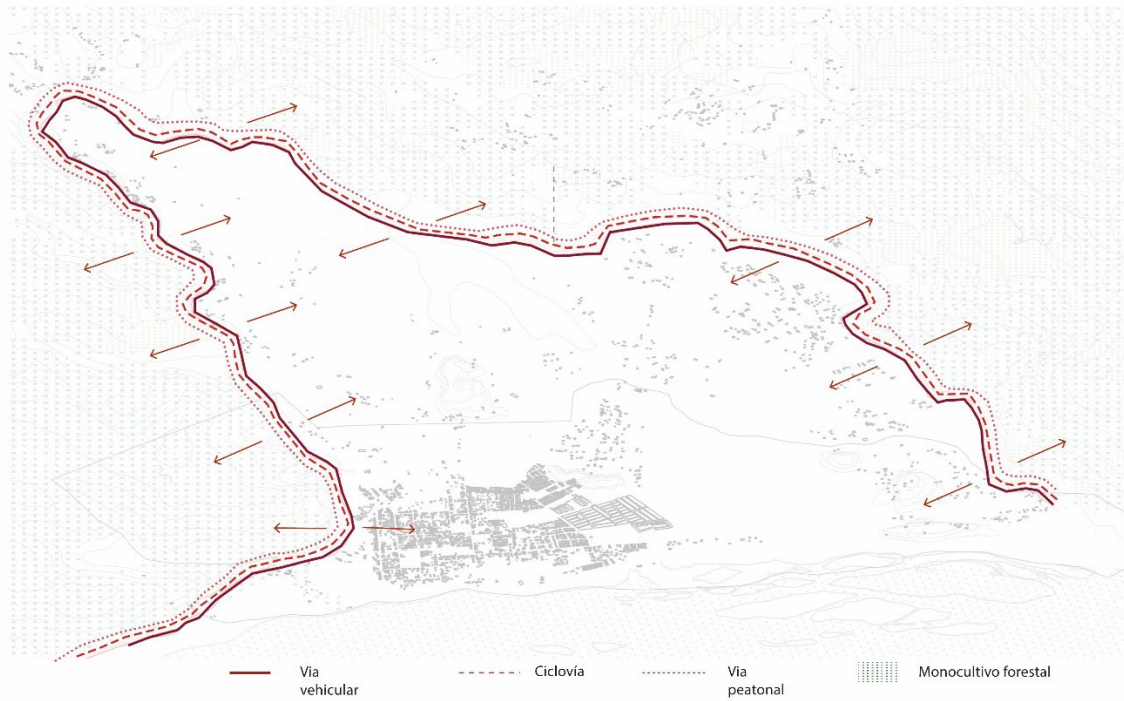 Via
vehicular
Ciclovía
Via
peatonal
Monocultivo forestal